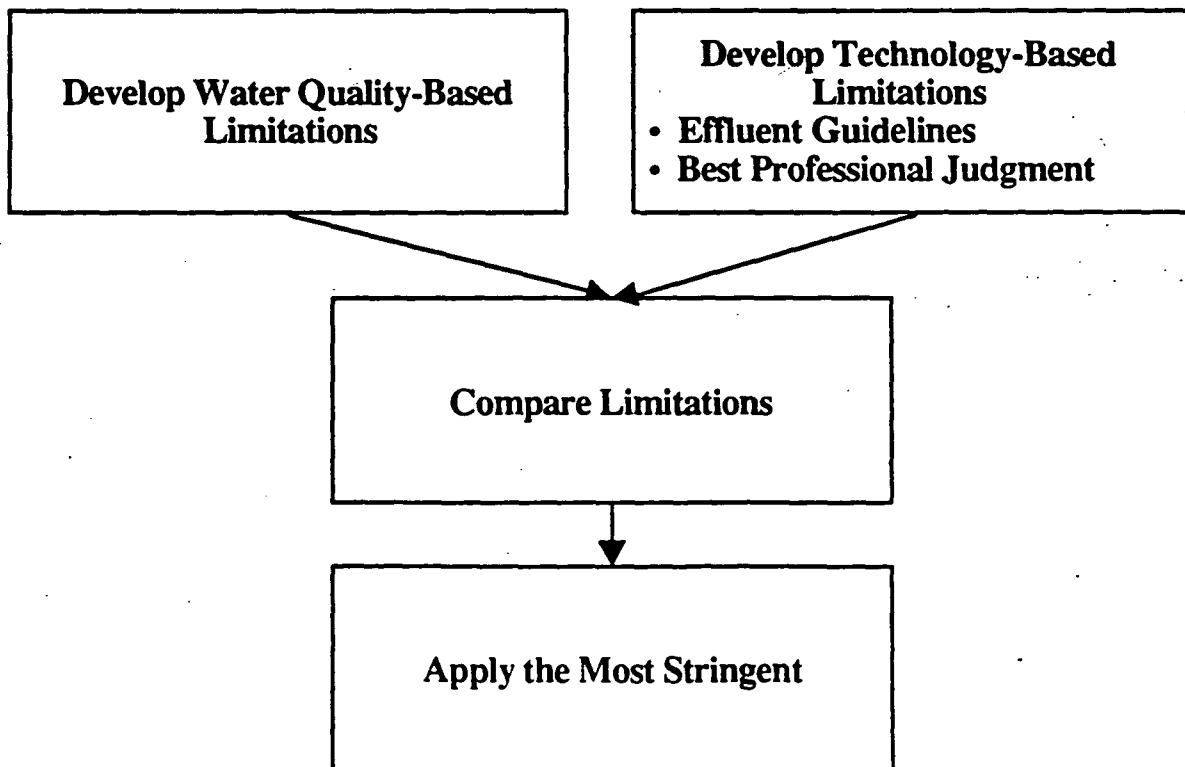 Develop Water Quality-Based
Limitations
Develop Technology-Based
Limitations
• Effluent Guidelines
• Best Professional Judgment
Compare Limitations
Apply the Most Stringent